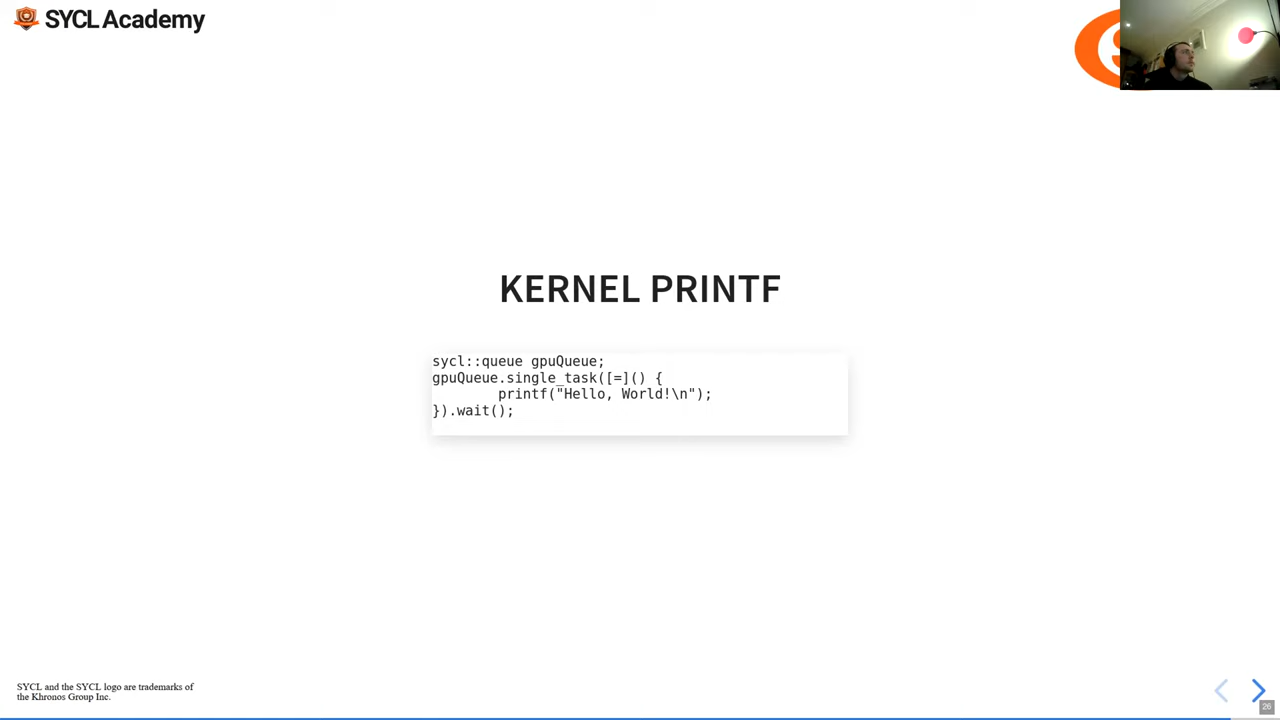 SYCL Academy
KERNEL PRINTF
sycl::queue gpuQueue;
gpuQueue.single_task([=]() {
        printf("Hello, World!\n");
}).wait();
SYCL and the SYCL logo are trademarks of
the Khronos Group Inc.
26